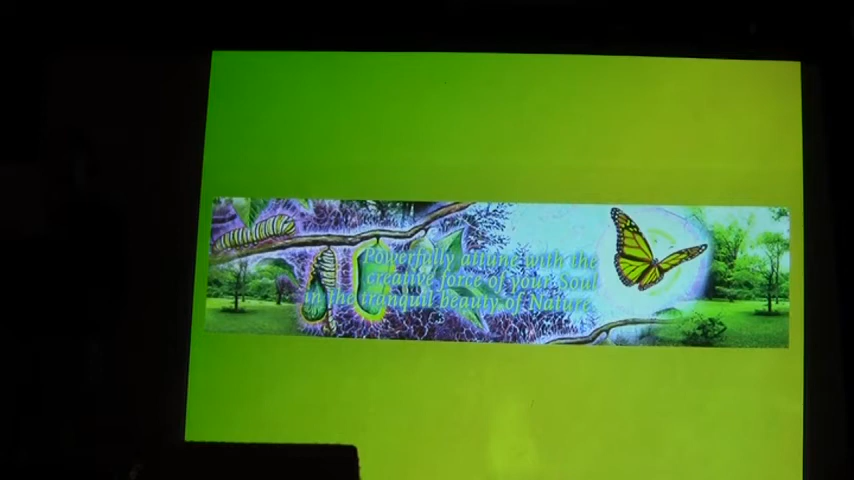 Powerfully attune with the
creative force of your Soul
in the tranquil beauty of Nature